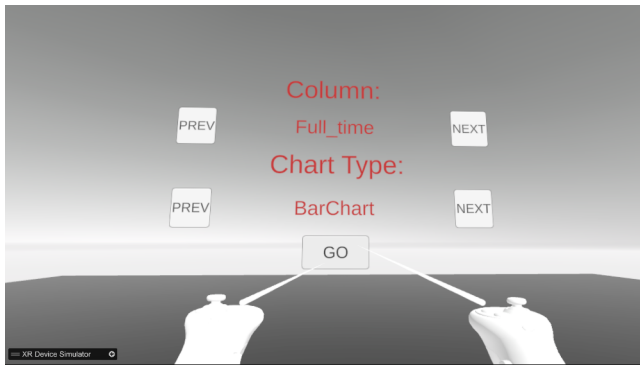 Column:
PREV Full_time NEXT
Chart Type:
PREV BarChart NEXT
GO
XR Device Simulator